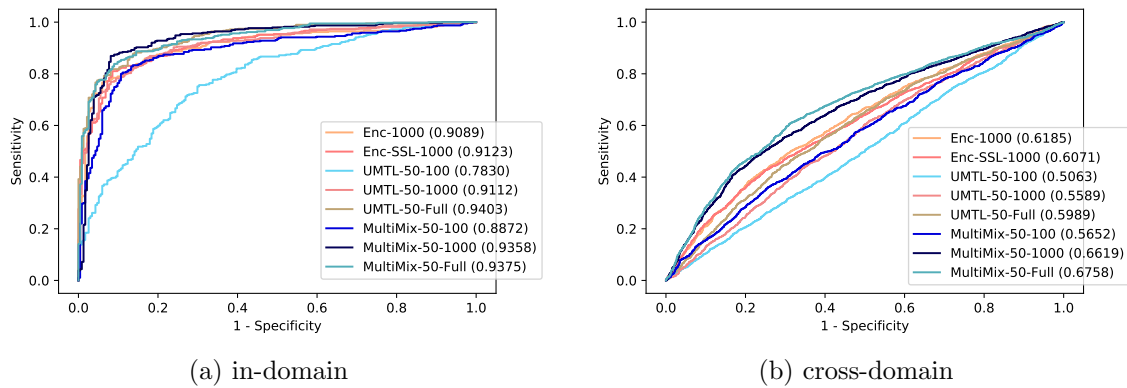 1.0
0.8
0.6
0.4
0.2
0.0
Sensitivity
0.0 0.2 0.4 0.6 0.8 1.0
1 - Specificity
Enc-1000 (0.9089)
Enc-SSL-1000 (0.9123)
UMTL-50-100 (0.7830)
UMTL-50-1000 (0.9112)
UMTL-50-Full (0.9403)
MultiMix-50-100 (0.8872)
MultiMix-50-1000 (0.9358)
MultiMix-50-Full (0.9375)
(a) in-domain
1.0
0.8
0.6
0.4
0.2
0.0
Sensitivity
0.0 0.2 0.4 0.6 0.8 1.0
1 - Specificity
Enc-1000 (0.6185)
Enc-SSL-1000 (0.6071)
UMTL-50-100 (0.5063)
UMTL-50-1000 (0.5589)
UMTL-50-Full (0.5989)
MultiMix-50-100 (0.5652)
MultiMix-50-1000 (0.6619)
MultiMix-50-Full (0.6758)
(b) cross-domain